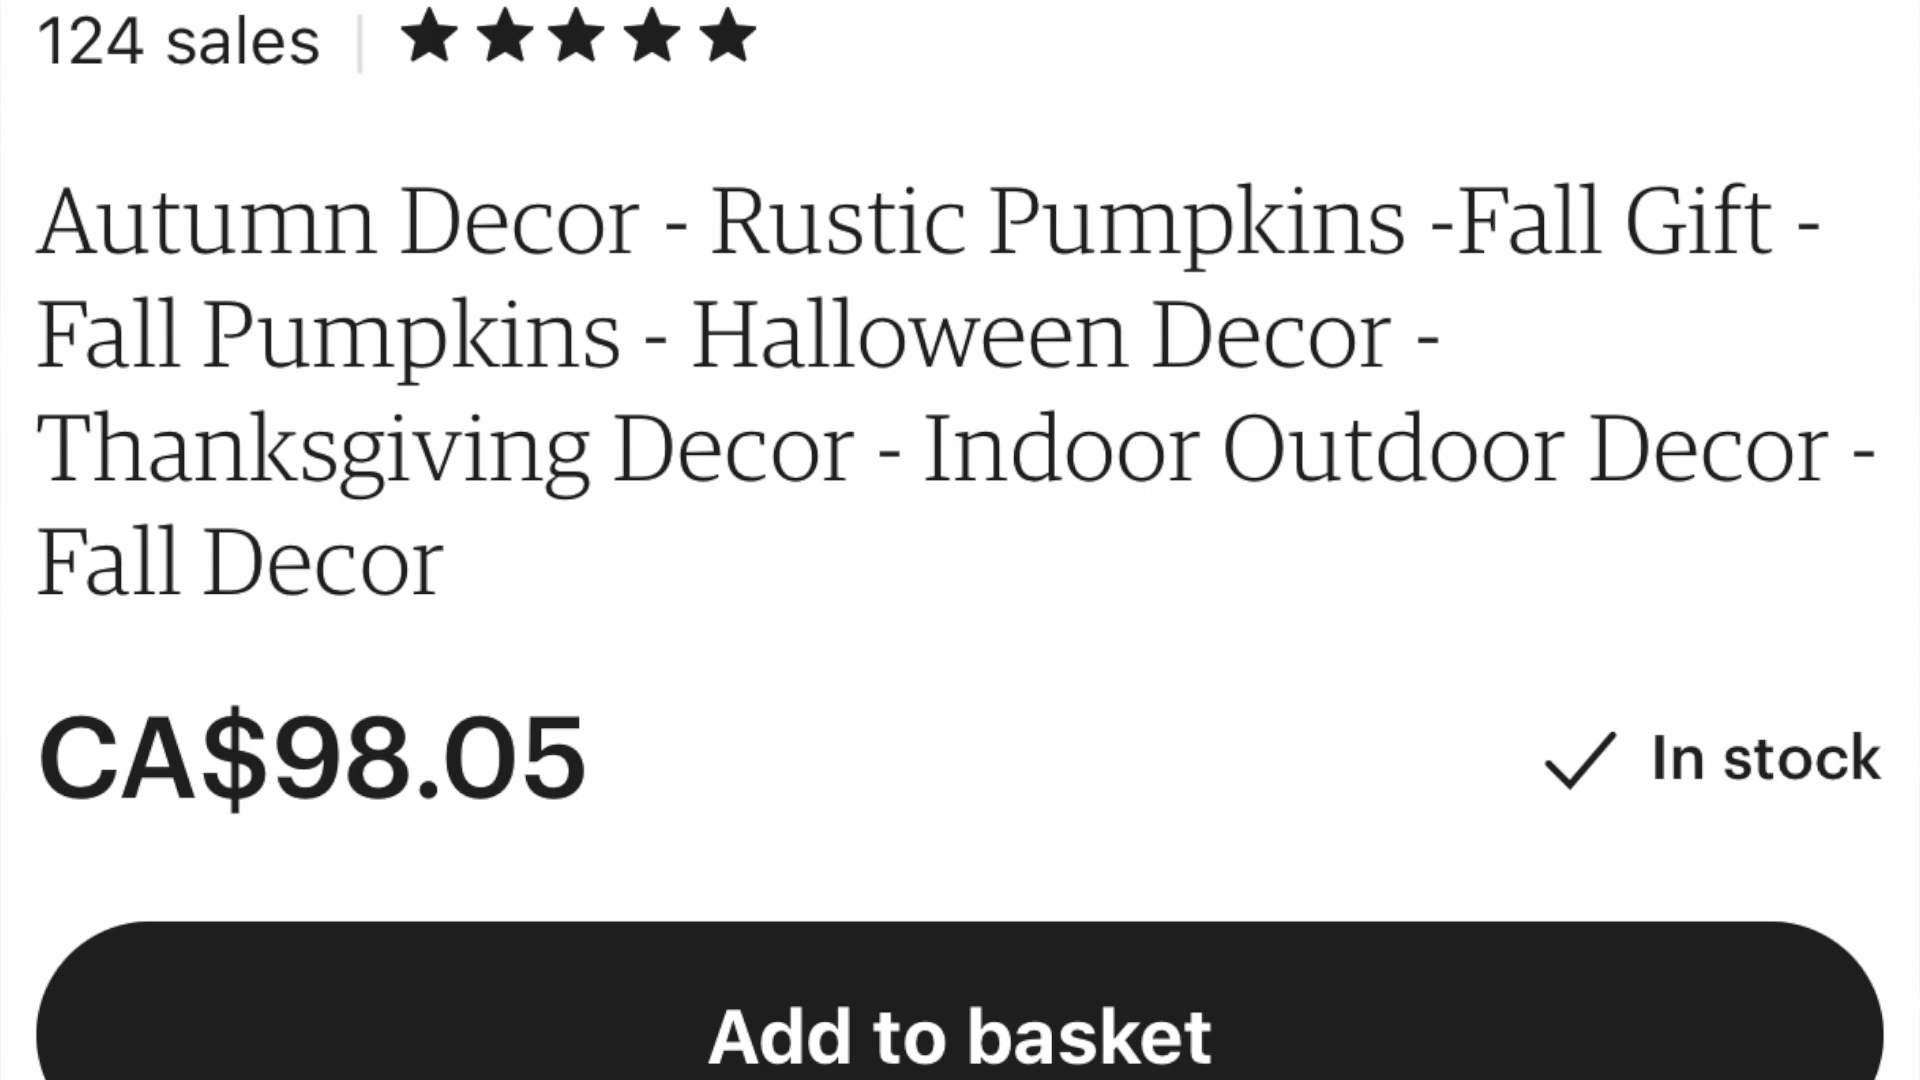 124 sales
Autumn Decor - Rustic Pumpkins -Fall Gift -
Fall Pumpkins - Halloween Decor -
Thanksgiving Decor - Indoor Outdoor Decor -
Fall Decor
CA$98.05
In stock
Add to basket